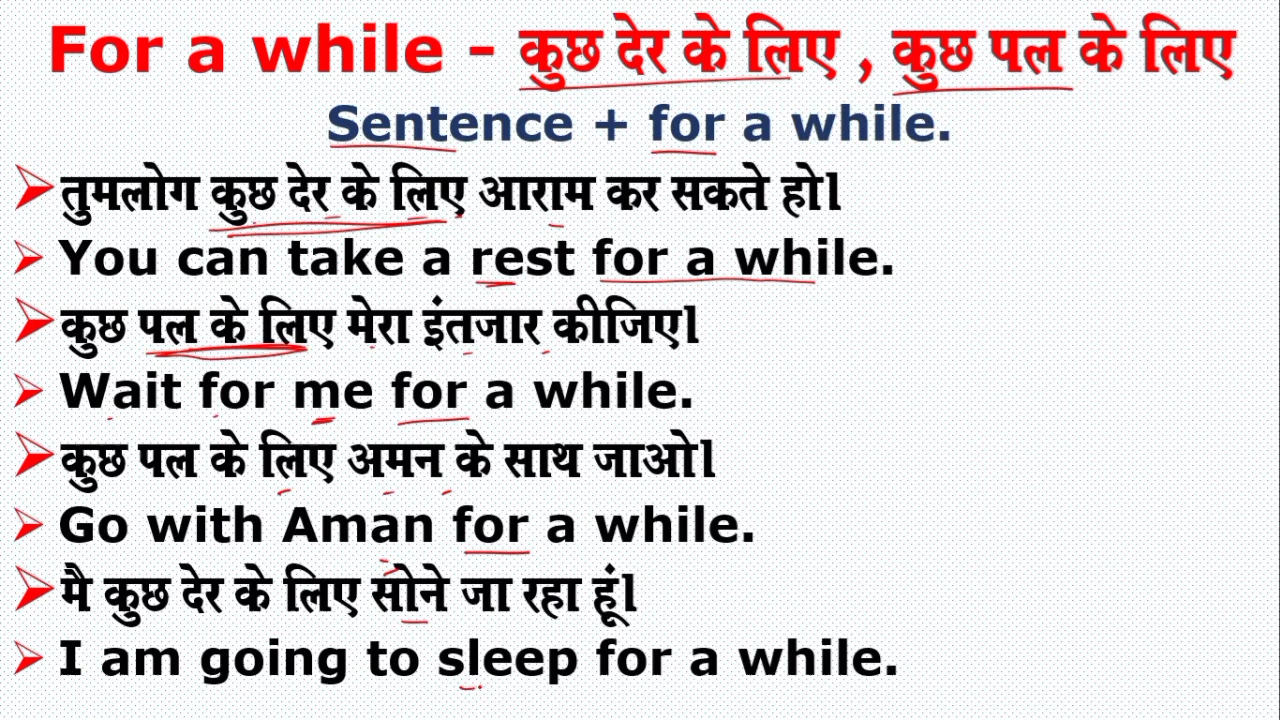 For a while - कुछ देर के लिए , कुछ पल के लिए
Sentence + for a while.
तुमलोग कुछ देर के लिए आराम कर सकते हो।
You can take a rest for a while.
कुछ पल के लिए मेरा इंतजार कीजिए।
Wait for me for a while.
कुछ पल के लिए अमन के साथ जाओ।
Go with Aman for a while.
मै कुछ देर के लिए सोने जा रहा हूं।
I am going to sleep for a while.